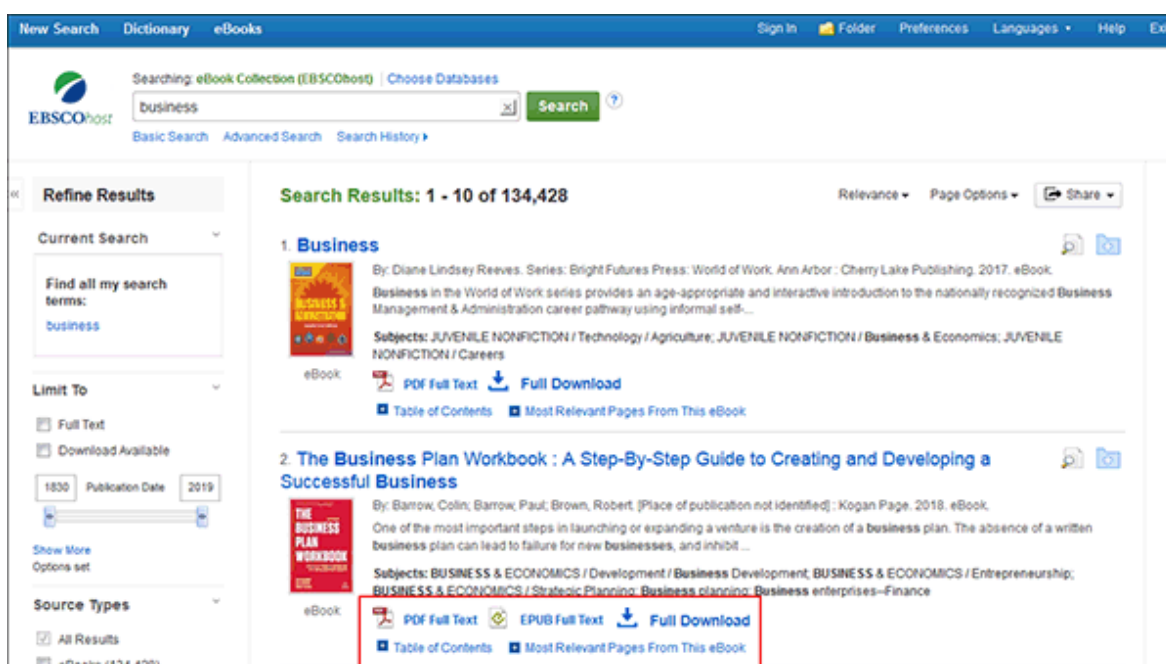 New Search Dictionary eBooks Sign In Folder Preferences Languages Help
Searching: eBook Collection (EBSCOhost) Choose Databases
EBSCOhost
business Search ?
Basic Search Advanced Search Search History
« Refine Results
Current Search
Find all my search
terms:
business
Limit To
Full Text
Download Available
1830 Publication Date 2019
Show More
Options set
Source Types
All Results
Search Results: 1 - 10 of 134,428 Relevance Page Options Share
1. Business
By: Diane Lindsey Reeves. Series: Bright Futures Press: World of Work. Ann Arbor : Cherry Lake Publishing. 2017. eBook.
Business in the World of Work series provides an age-appropriate and interactive introduction to the nationally recognized Business
Management & Administration career pathway using informal self-...
Subjects: JUVENILE NONFICTION / Technology / Agriculture; JUVENILE NONFICTION / Business & Economics; JUVENILE
NONFICTION / Careers
eBook
PDF Full Text Full Download
Table of Contents Most Relevant Pages From This eBook
2. The Business Plan Workbook : A Step-By-Step Guide to Creating and Developing a
Successful Business
By: Barrow, Colin; Barrow, Paul; Brown, Robert. [Place of publication not identified] : Kogan Page. 2018. eBook.
One of the most important steps in launching or expanding a venture is the creation of a business plan. The absence of a written
business plan can lead to failure for new businesses, and inhibit ...
Subjects: BUSINESS & ECONOMICS / Development / Business Development; BUSINESS & ECONOMICS / Entrepreneurship;
BUSINESS & ECONOMICS / Strategic Planning; Business planning; Business enterprises--Finance
THE
BUSINESS
PLAN
WORKBOOK
eBook
PDF Full Text EPUB Full Text Full Download
Table of Contents Most Relevant Pages From This eBook